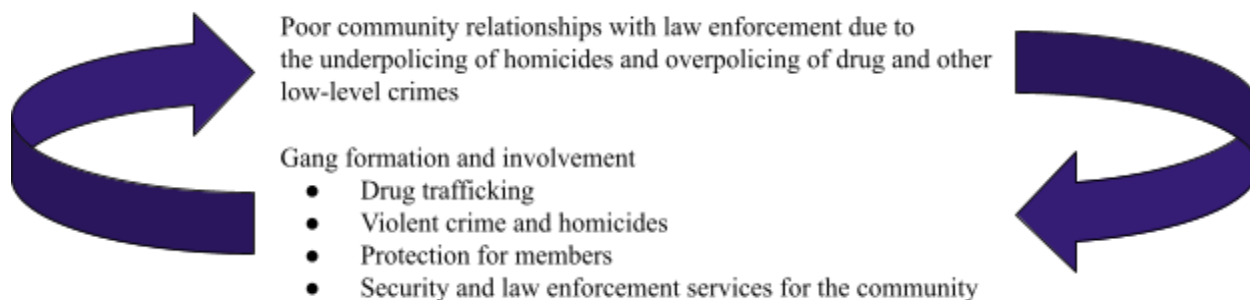 Poor community relationships with law enforcement due to
the underpolicing of homicides and overpolicing of drug and other
low-level crimes
Gang formation and involvement
● Drug trafficking
● Violent crime and homicides
● Protection for members
● Security and law enforcement services for the community